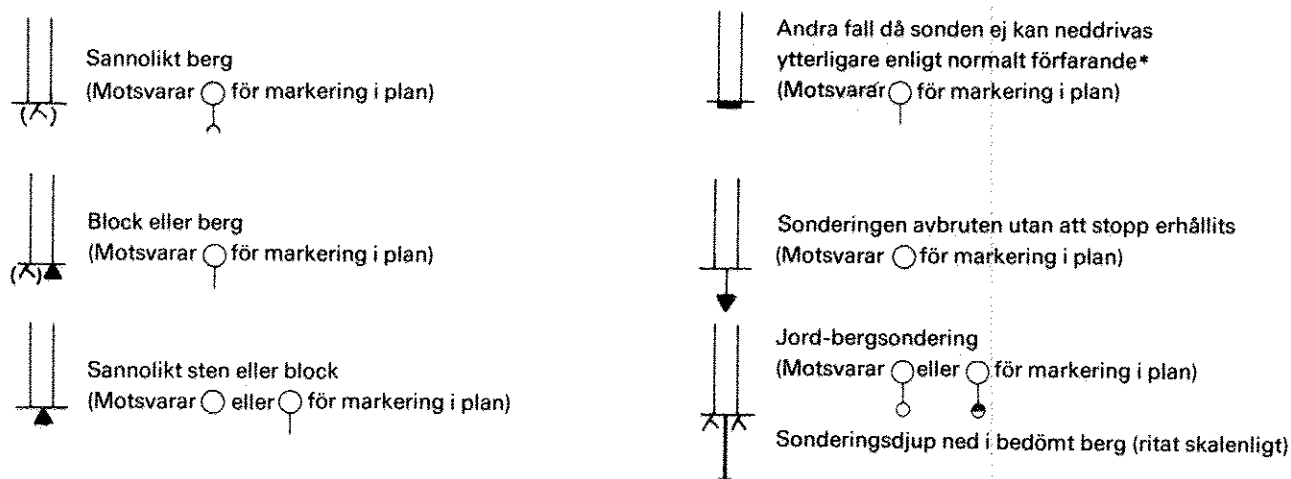 Sannolikt berg
(Motsvarar för markering i plan)
Block eller berg
(Motsvarar för markering i plan)
Sannolikt sten eller block
(Motsvarar eller för markering i plan)
Andra fall då sonden ej kan neddrivas
ytterligare enligt normalt förfarande*
(Motsvarar för markering i plan)
Sonderingen avbruten utan att stopp erhållits
(Motsvarar för markering i plan)
Jord-bergsondering
(Motsvarar eller för markering i plan)
Sonderingsdjup ned i bedömt berg (ritat skalenligt)